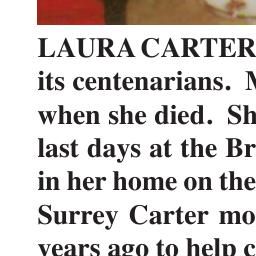 LAURA CARTER
its centenarians.
when she died. Sh
last days at the Br
in her home on the
Surrey Carter mo
years ago to help c